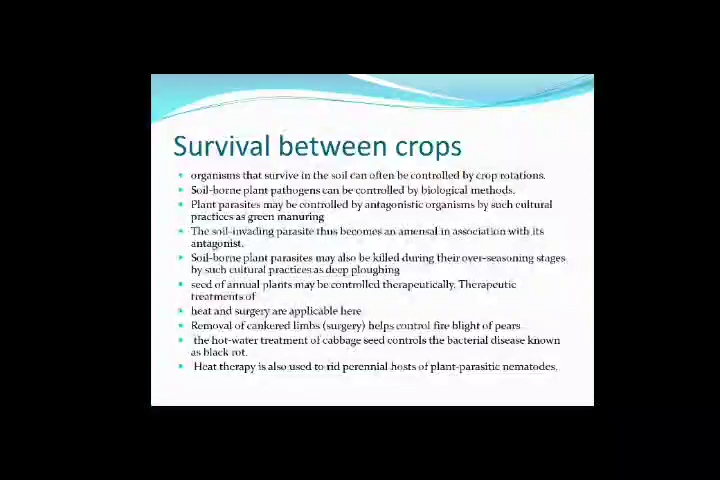 Survival between crops
organisms that survive in the soil can often be controlled by crop rotations.
Soil-borne plant pathogens can be controlled by biological methods.
Plant parasites may be controlled by antagonistic organisms by such cultural
practices as green manuring
The soil-invading parasite thus becomes an amensal in association with its
antagonist.
Soil-borne plant parasites may also be killed during their over-seasoning stages
by such cultural practices as deep ploughing
seed of annual plants may be controlled therapeutically. Therapeutic
treatments of
heat and surgery are applicable here
Removal of cankered limbs (surgery) helps control fire blight of pears
the hot-water treatment of cabbage seed controls the bacterial disease known
as black rot.
Heat therapy is also used to rid perennial hosts of plant-parasitic nematodes.